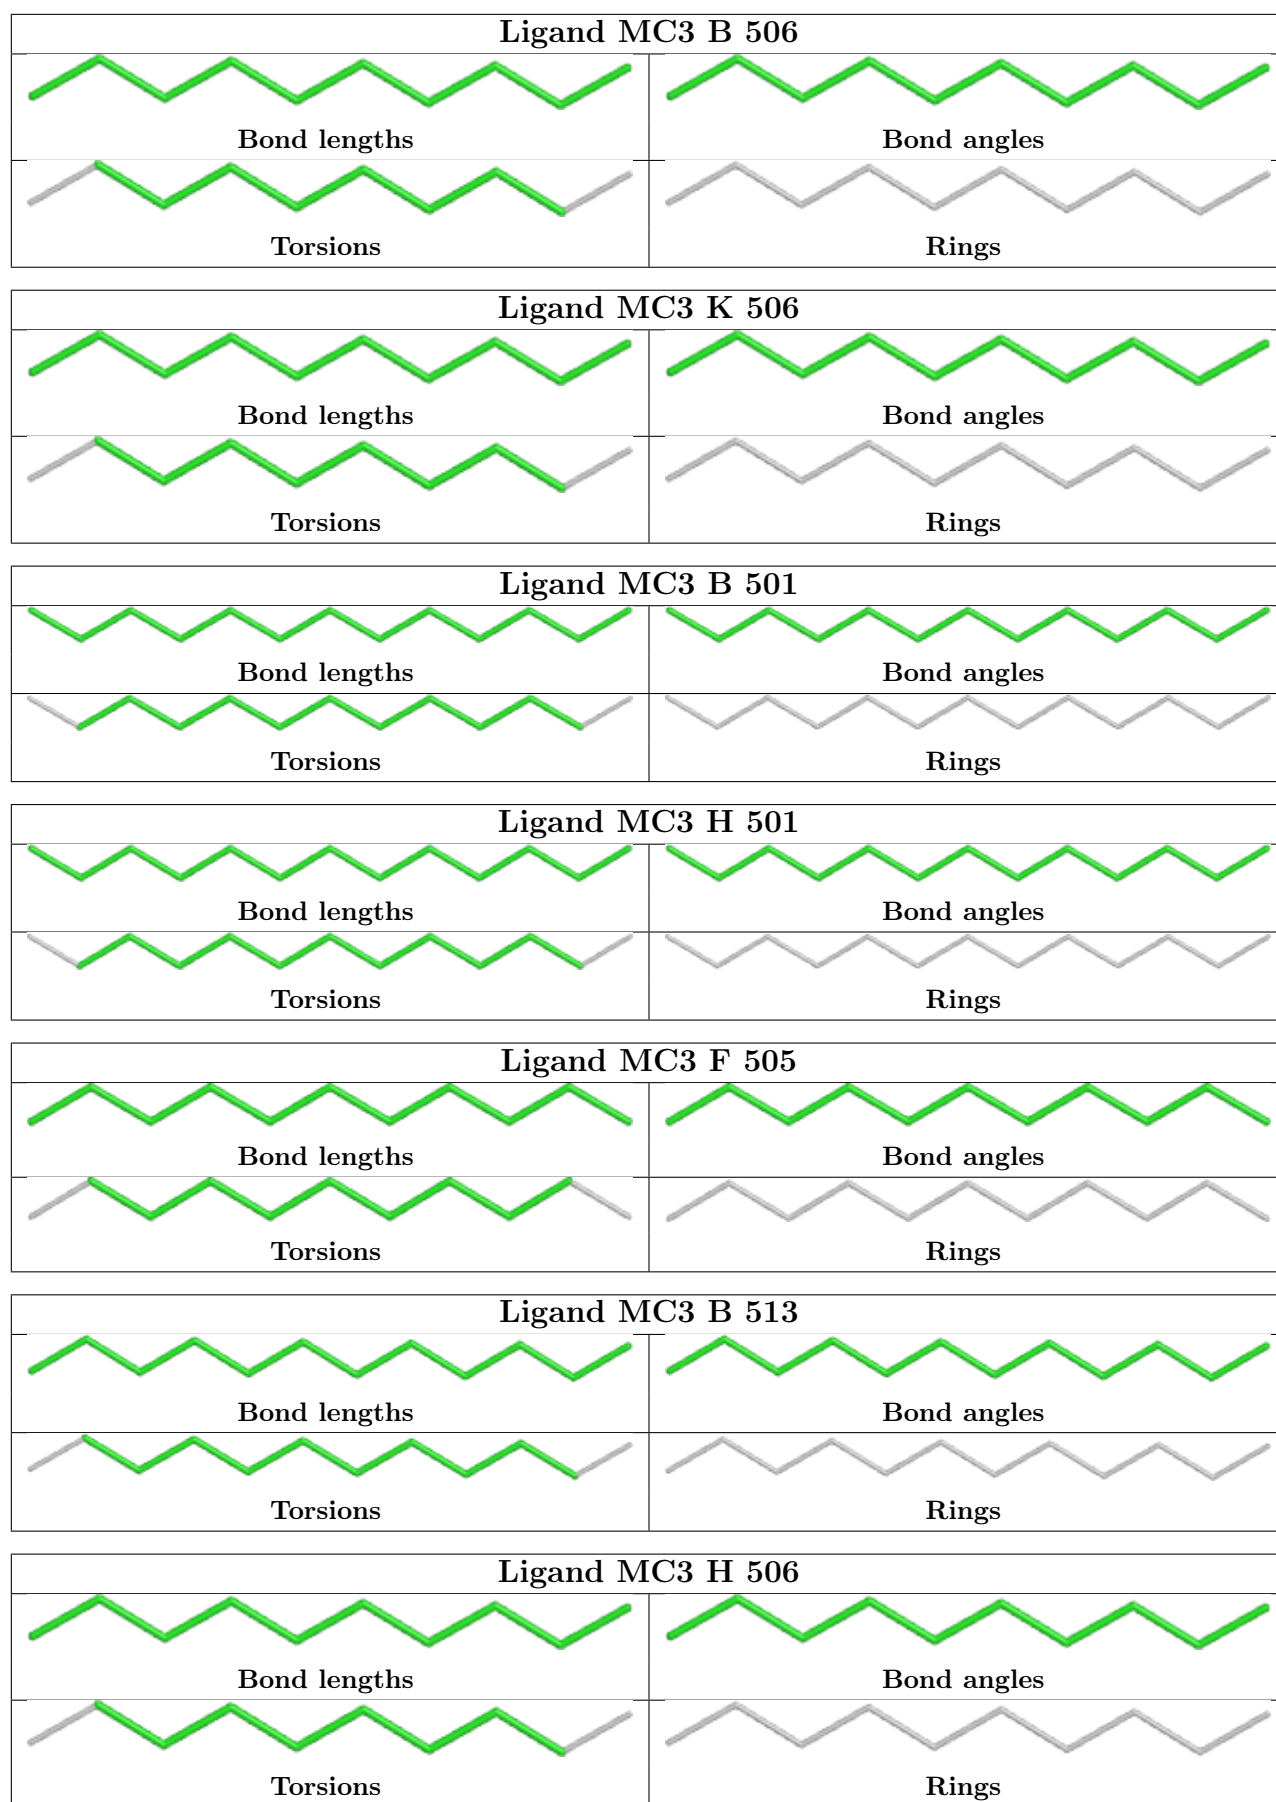 Ligand MC3 B 506
Bond lengths
Bond angles
Torsions
Rings
Ligand MC3 K 506
Bond lengths
Bond angles
Torsions
Rings
Ligand MC3 B 501
Bond lengths
Bond angles
Torsions
Rings
Ligand MC3 H 501
Bond lengths
Bond angles
Torsions
Rings
Ligand MC3 F 505
Bond lengths
Bond angles
Torsions
Rings
Ligand MC3 B 513
Bond lengths
Bond angles
Torsions
Rings
Ligand MC3 H 506
Bond lengths
Bond angles
Torsions
Rings